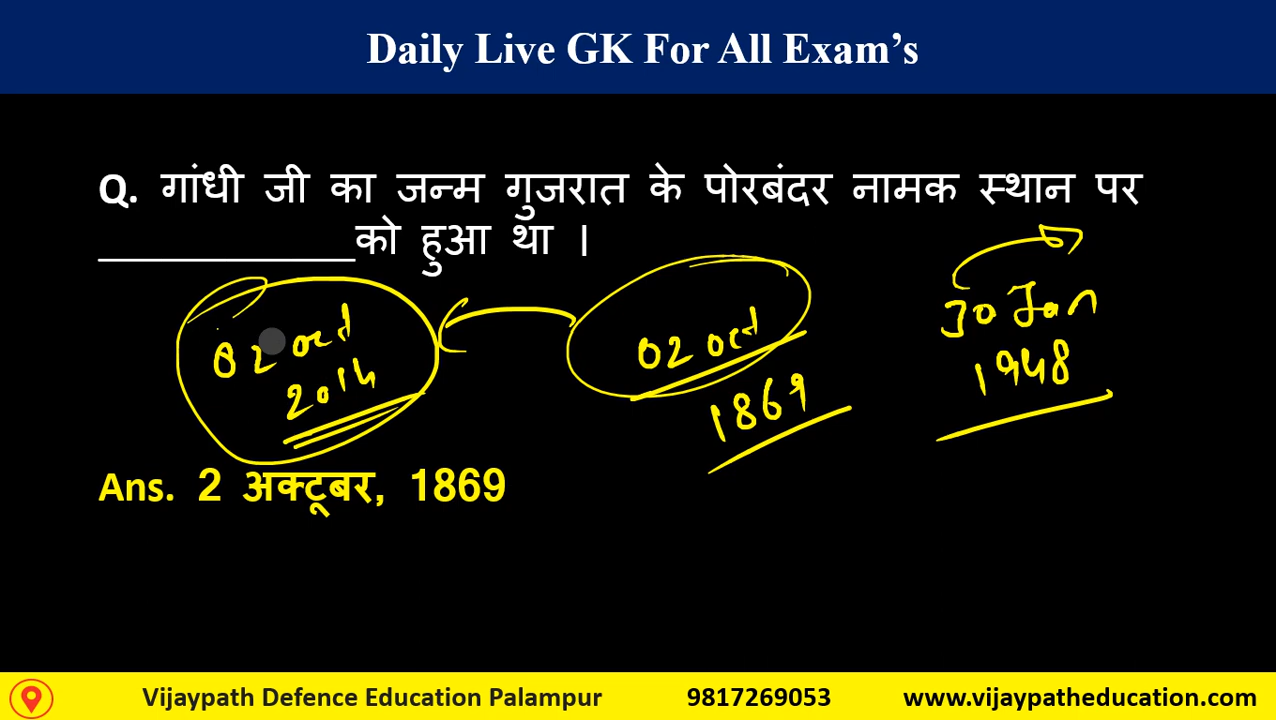 Daily Live GK For All Exam’s
Q. गांधी जी का जन्म गुजरात के पोरबंदर नामक स्थान पर
___________को हुआ था ।
02 oct
2014
02 oct
1869
30 Jan
1948
Ans. 2 अक्टूबर, 1869
Vijaypath Defence Education Palampur 9817269053 www.vijaypatheducation.com